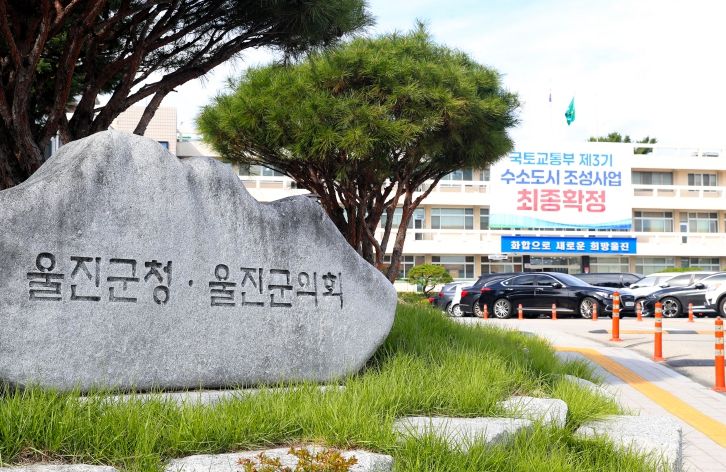 울진군청 · 울진군의회
국토교통부 제3기
수소도시 조성사업
최종확정
화합으로 새로운 희망울진